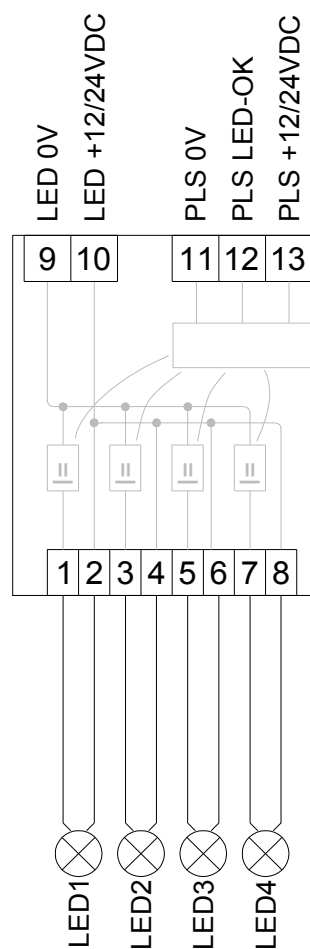 LED 0V
LED +12/24VDC
PLS 0V
PLS LED-OK
PLS +12/24VDC
9 10 11 12 13
1 2 3 4 5 6 7 8
LED1
LED2
LED3
LED4